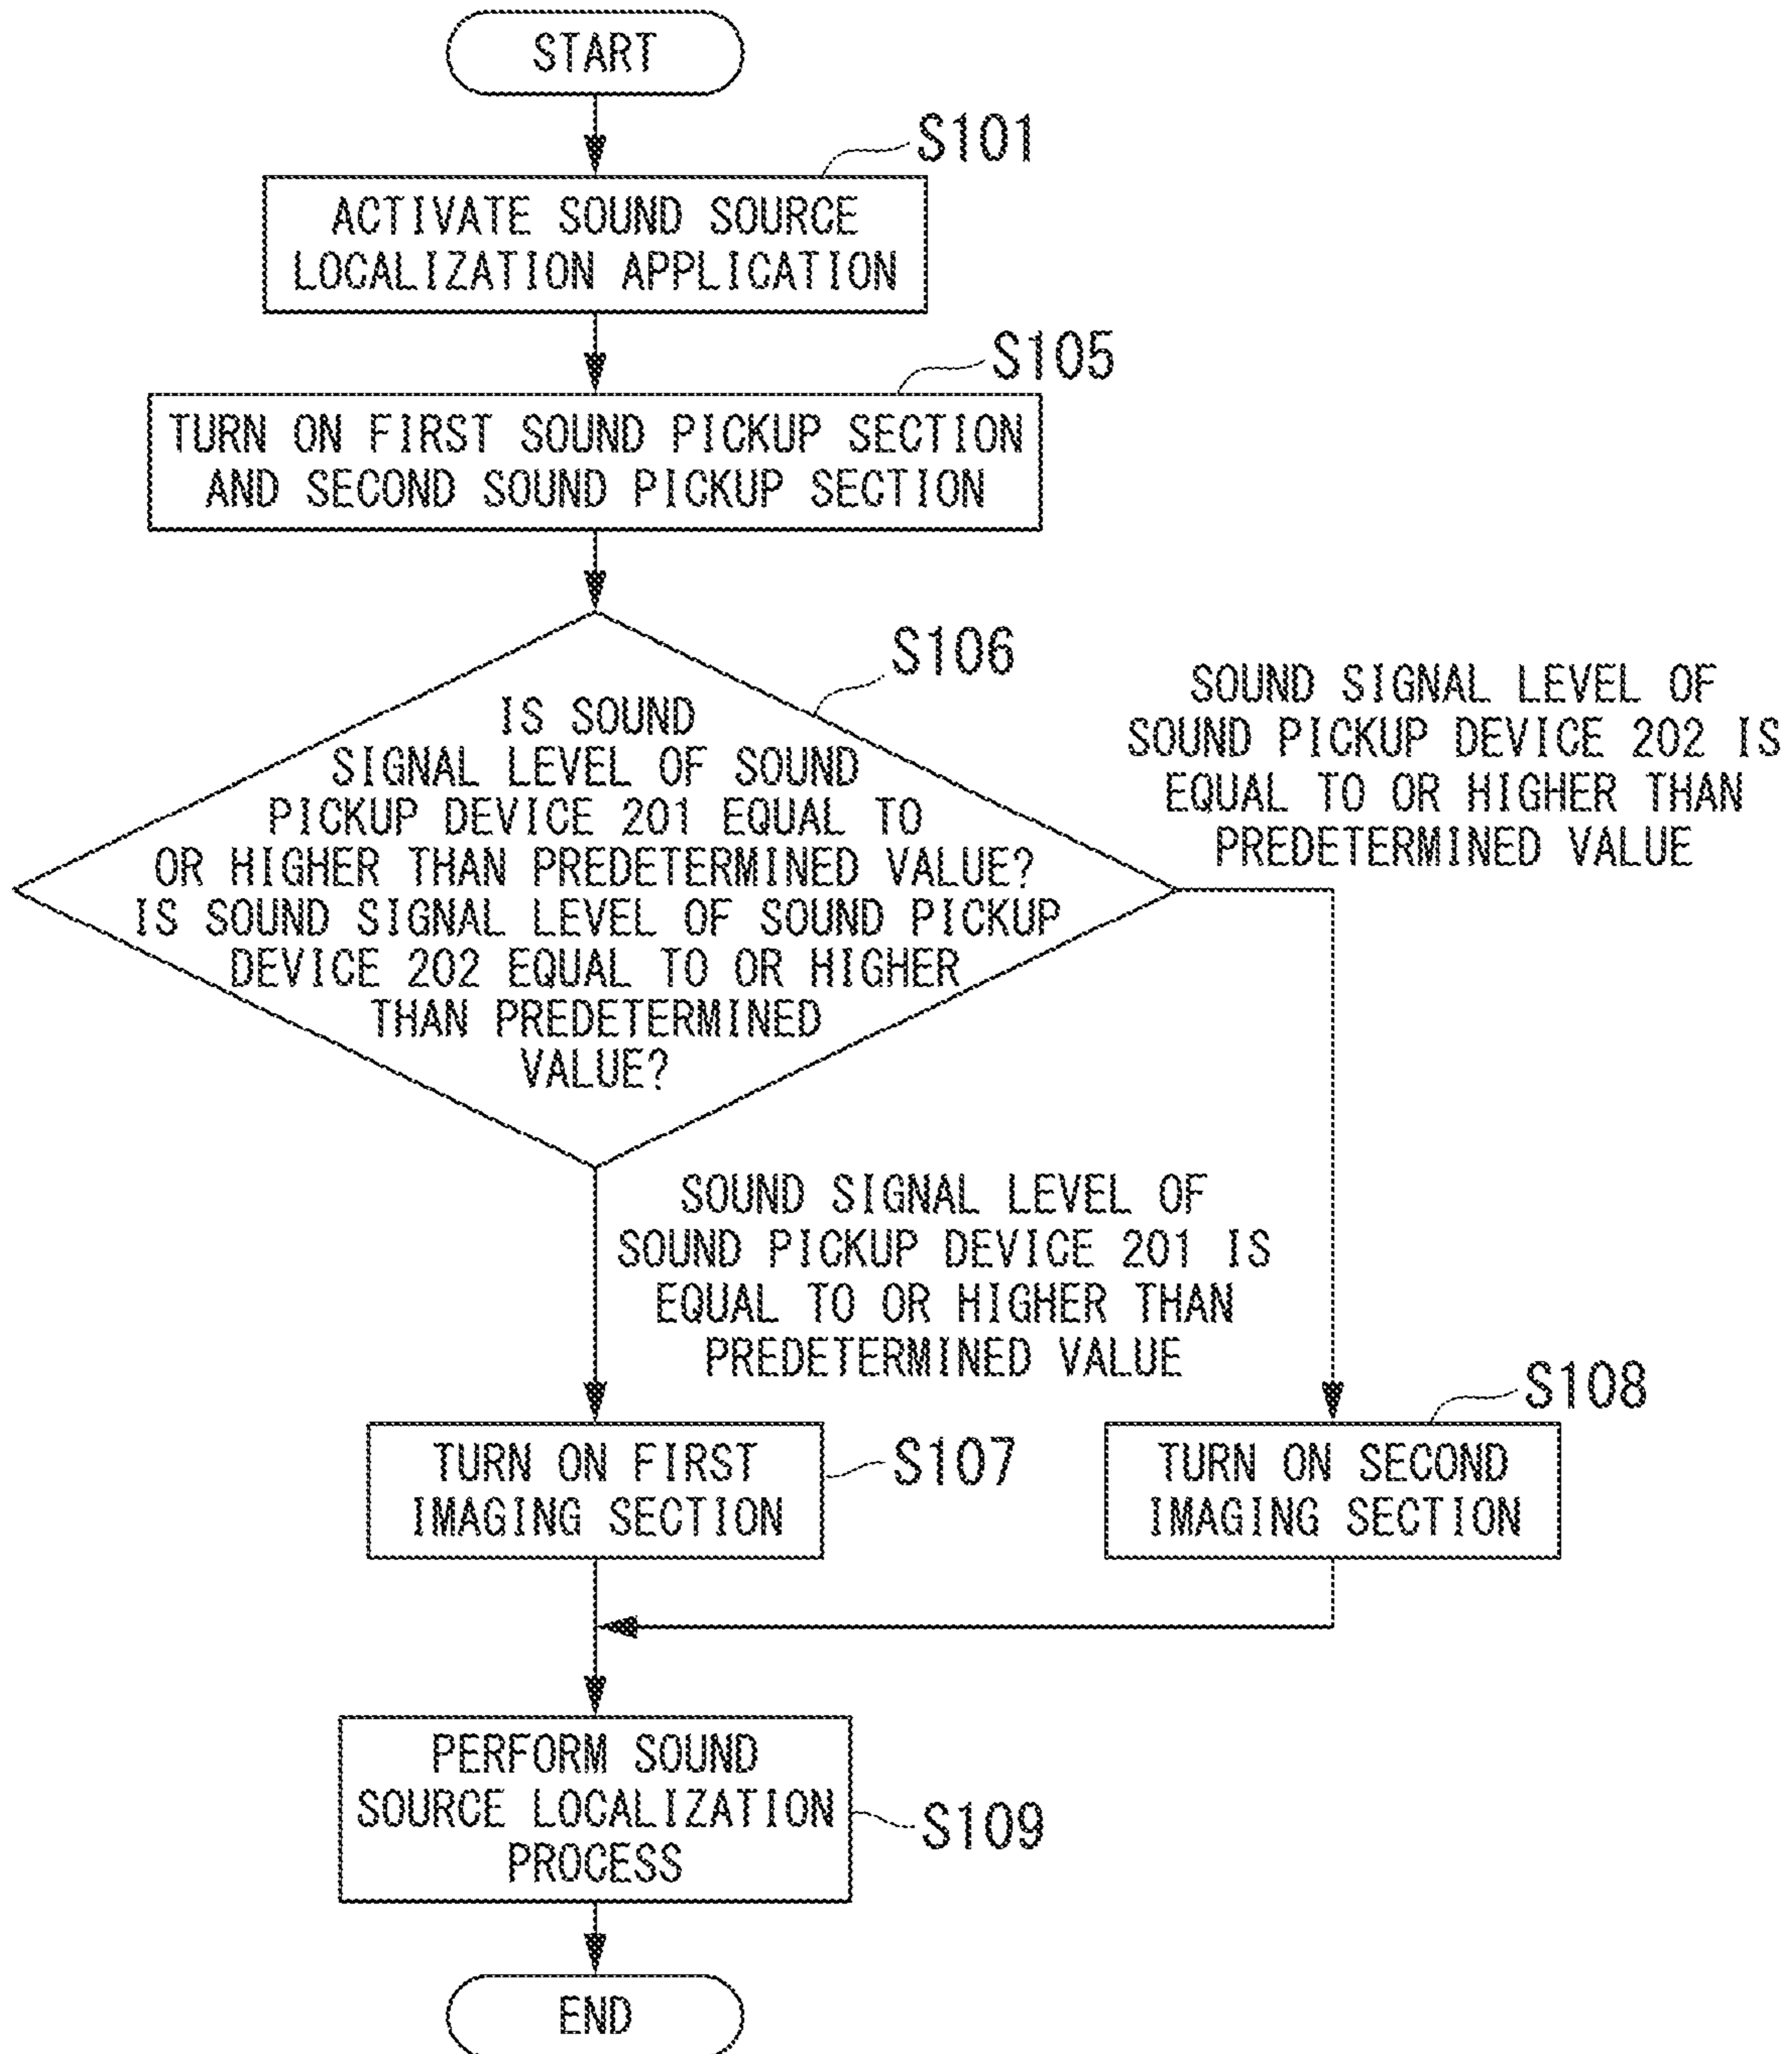 START
S101
ACTIVATE SOUND SOURCE
LOCALIZATION APPLICATION
S105
TURN ON FIRST SOUND PICKUP SECTION
AND SECOND SOUND PICKUP SECTION
S106
IS SOUND
SIGNAL LEVEL OF SOUND
PICKUP DEVICE 201 EQUAL TO
OR HIGHER THAN PREDETERMINED VALUE?
IS SOUND SIGNAL LEVEL OF SOUND PICKUP
DEVICE 202 EQUAL TO OR HIGHER
THAN PREDETERMINED
VALUE?
SOUND SIGNAL LEVEL OF
SOUND PICKUP DEVICE 202 IS
EQUAL TO OR HIGHER THAN
PREDETERMINED VALUE
SOUND SIGNAL LEVEL OF
SOUND PICKUP DEVICE 201 IS
EQUAL TO OR HIGHER THAN
PREDETERMINED VALUE
TURN ON FIRST
IMAGING SECTION
S107
S108
TURN ON SECOND
IMAGING SECTION
PERFORM SOUND
SOURCE LOCALIZATION
PROCESS
S109
END